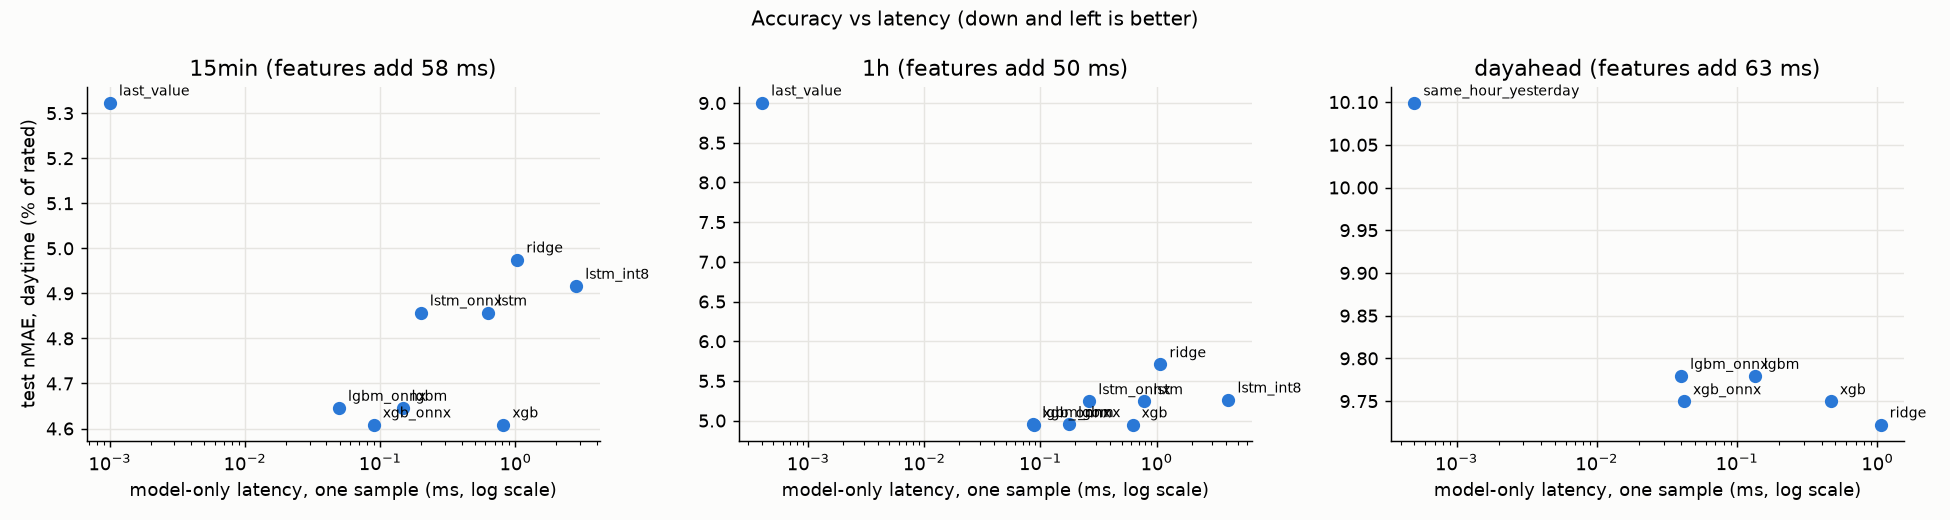 Accuracy vs latency (down and left is better)
15min (features add 58 ms)
test nMAE, daytime (% of rated)
5.3
5.2
5.1
5.0
4.9
4.8
4.7
4.6
last_value
ridge
lstm_int8
lstm_onnx
lstm
lgbm_onnx
lgbm
xgb_onnx
xgb
10⁻³
10⁻²
10⁻¹
10⁰
model-only latency, one sample (ms, log scale)
1h (features add 50 ms)
9.0
8.5
8.0
7.5
7.0
6.5
6.0
5.5
5.0
last_value
ridge
lstm_int8
lstm_onnx
lstm
xgb_onnx
lgbm_onnx
lgbm
xgb
10⁻³
10⁻²
10⁻¹
10⁰
model-only latency, one sample (ms, log scale)
dayahead (features add 63 ms)
10.10
10.05
10.00
9.95
9.90
9.85
9.80
9.75
same_hour_yesterday
lgbm_onnx
lgbm
xgb_onnx
xgb
ridge
10⁻³
10⁻²
10⁻¹
10⁰
model-only latency, one sample (ms, log scale)